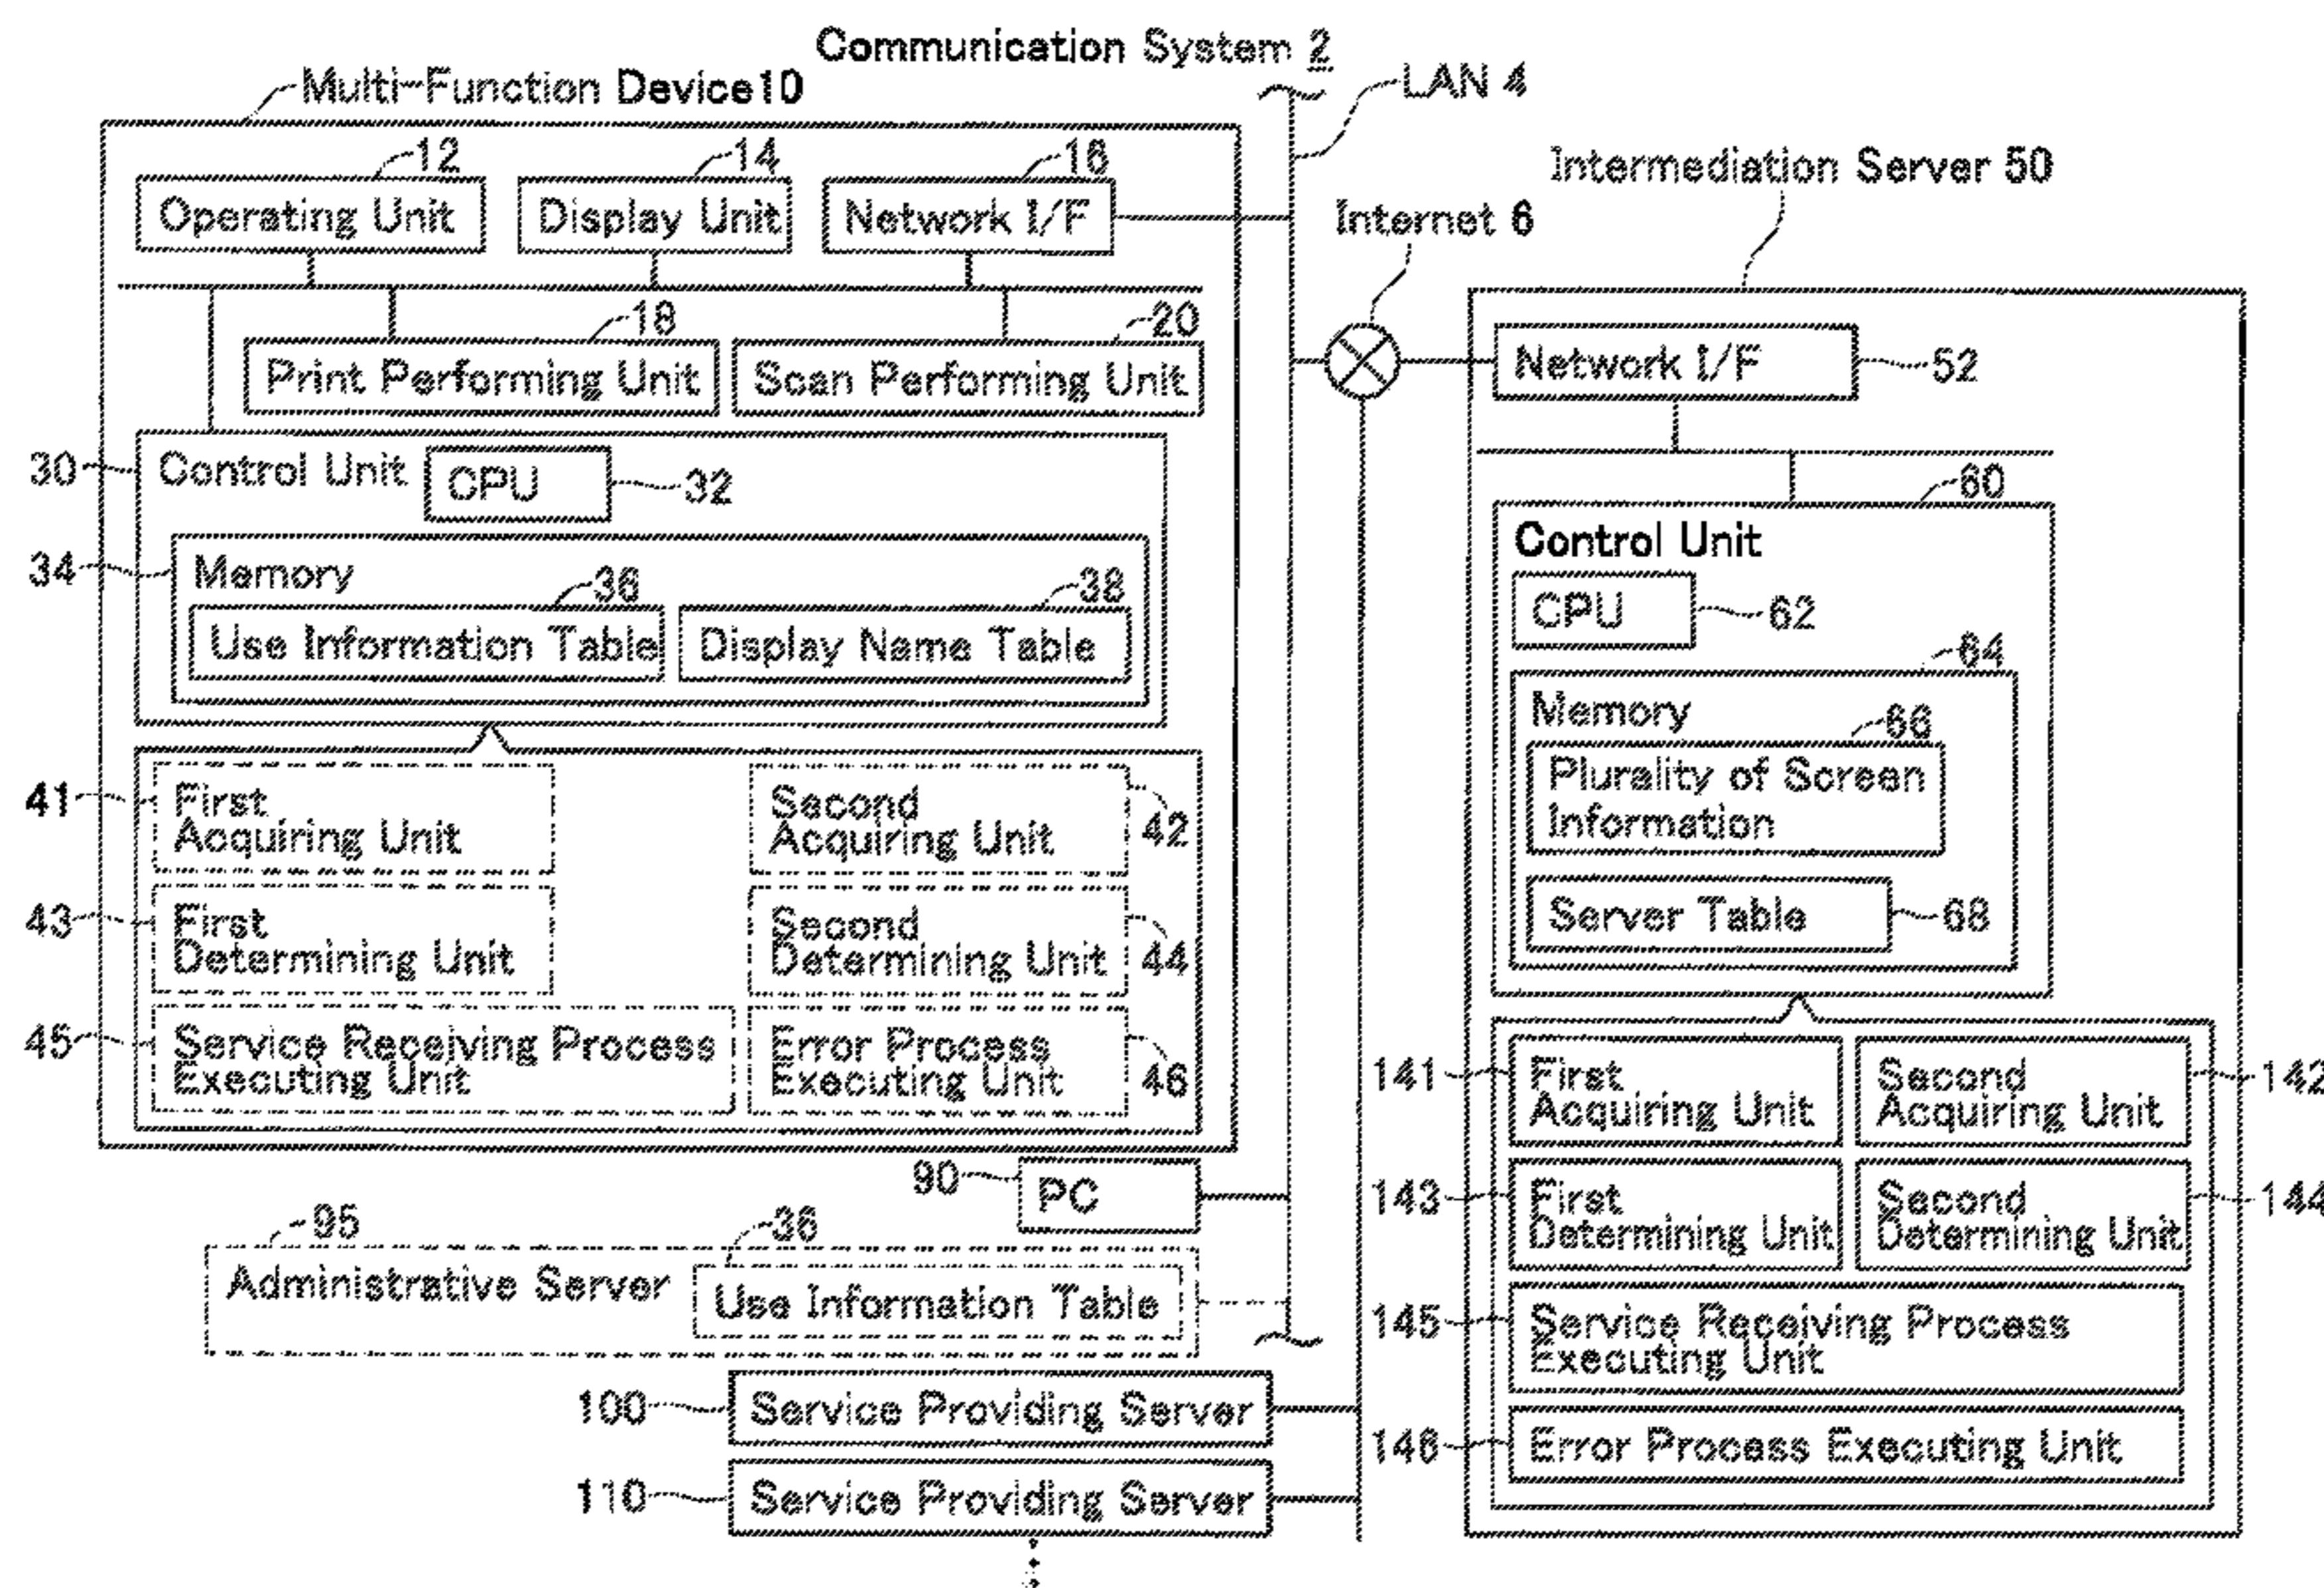 Communication System 2
Multi-Function Device10
LAN 4
12
14
16
Operating Unit
Display Unit
Network I/F
Intermediation Server 50
Internet 6
18
20
Print Performing Unit
Scan Performing Unit
Network I/F
52
30
Control Unit
CPU
32
60
Control Unit
34
Memory
36
38
Use Information Table
Display Name Table
CPU
62
64
Memory
66
Plurality of Screen
Information
Server Table
68
41
First
Acquiring Unit
Second
Acquiring Unit
42
43
First
Determining Unit
Second
Determining Unit
44
45
Service Receiving Process
Executing Unit
Error Process
Executing Unit
46
141
First
Acquiring Unit
Second
Acquiring Unit
142
90
PC
143
First
Determining Unit
Second
Determining Unit
144
95
36
Administrative Server
Use Information Table
145
Service Receiving Process
Executing Unit
100
Service Providing Server
146
Error Process Executing Unit
110
Service Providing Server